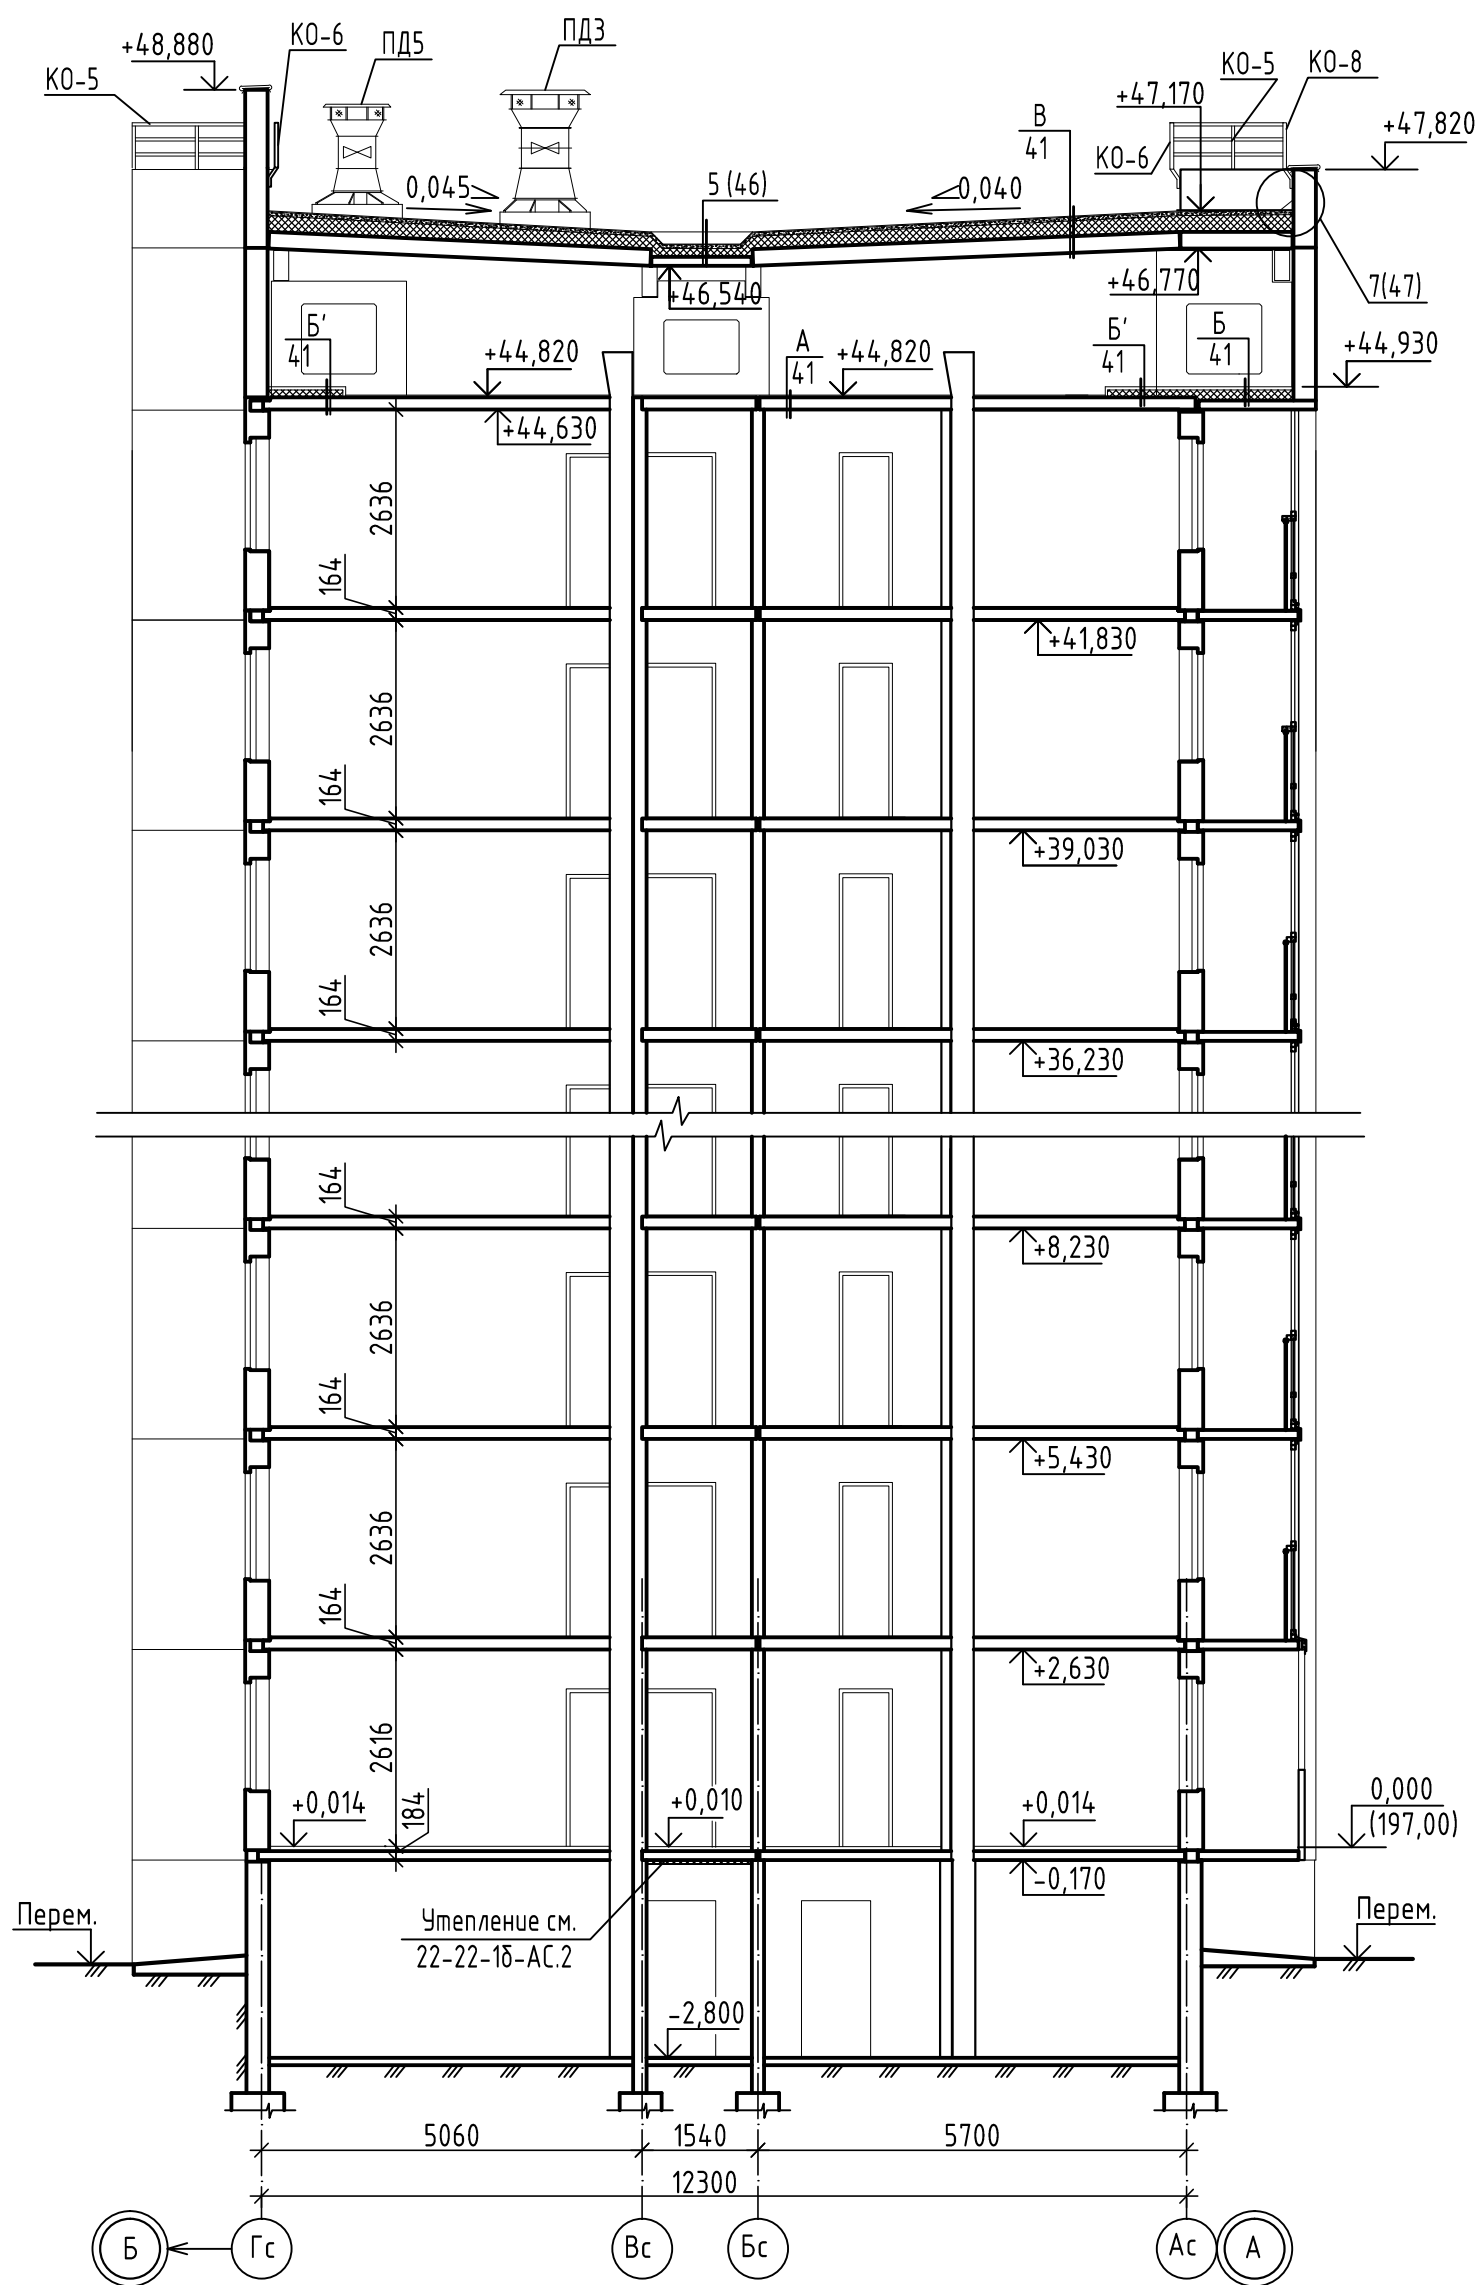 +48,880
КО-6
ПД5
ПД3
КО-5
КО-5
КО-8
+47,170
+47,820
В
41
КО-6
0,045
5 (46)
0,040
+46,540
+46,770
7(47)
Б'
41
+44,820
А
41
+44,820
Б'
41
Б
41
+44,930
+44,630
2636
164
+41,830
2636
164
+39,030
2636
164
+36,230
164
+8,230
2636
164
+5,430
2636
164
+2,630
2616
+0,014
184
+0,010
+0,014
0,000
(197,00)
-0,170
Перем.
Утепление см.
22-22-1б-АС.2
Перем.
-2,800
5060
1540
5700
12300
Б
Гс
Вс
Бс
Ас
А